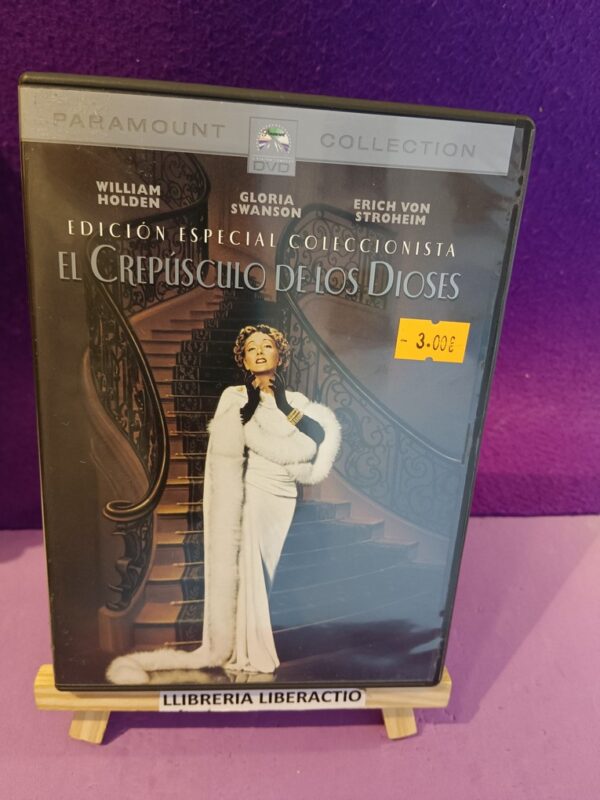 PARAMOUNT COLLECTION
DVD
WILLIAM HOLDEN
GLORIA SWANSON
ERICH VON STROHEIM
EDICIÓN ESPECIAL COLECCIONISTA
EL CREPÚSCULO DE LOS DIOSES
- 3.00€
LLIBRERIA LIBERACTIO